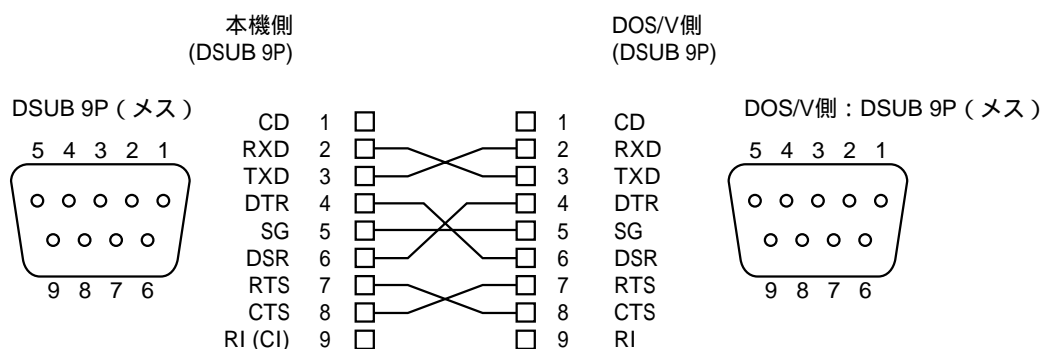 本機側 DOS/V側
(DSUB 9P) (DSUB 9P)
DSUB 9P(メス) DOS/V側:DSUB 9P(メス)
5 4 3 2 1
9 8 7 6
CD 1 1 CD
RXD 2 2 RXD
TXD 3 3 TXD
DTR 4 4 DTR
SG 5 5 SG
DSR 6 6 DSR
RTS 7 7 RTS
CTS 8 8 CTS
RI (CI) 9 9 RI
5 4 3 2 1
9 8 7 6